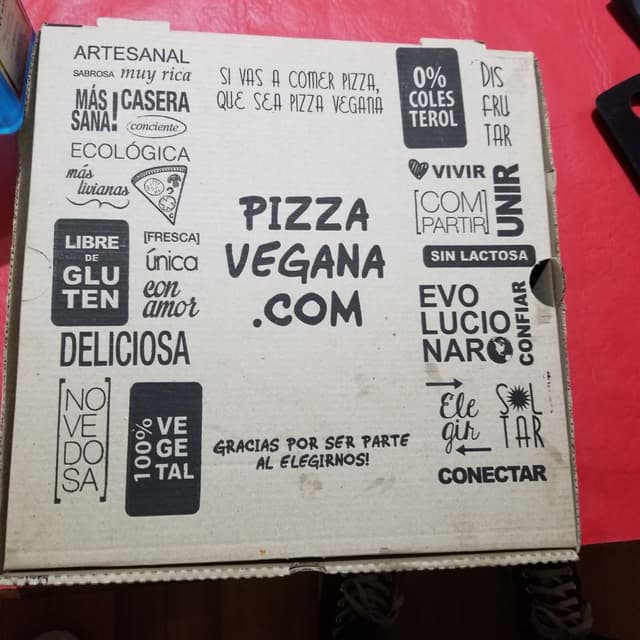 ARTESANAL
SABROSA muy rica
MÁS SANA! CASERA
conciente
ECOLÓGICA
más
livianas
LIBRE
DE
GLU
TEN
[FRESCA]
única
con
amor
DELICIOSA
[NO
VE
DO
SA]
100% VE
GE
TAL
SI VAS A COMER PIZZA,
QUE SEA PIZZA VEGANA
PIZZA
VEGANA
.COM
GRACIAS POR SER PARTE
AL ELEGIRNOS!
0%
COLES
TEROL
DIS
FRU
TAR
VIVIR
[COM
PARTIR]
UNIR
SIN LACTOSA
EVO
LUCIO
NAR
CONFIAR
Ele
gir
SOL
TAR
CONECTAR